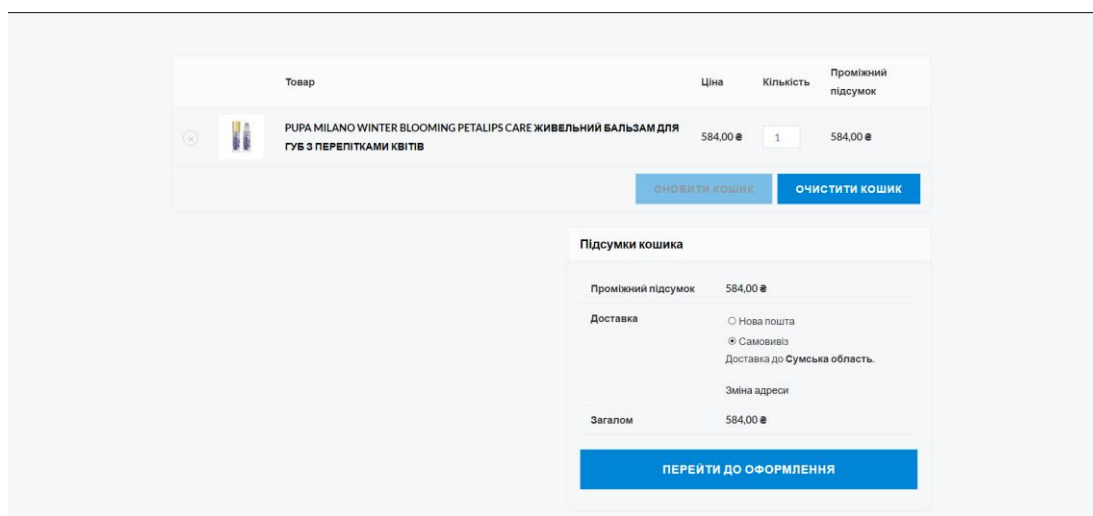 Товар Ціна Кількість Проміжний
підсумок
PUPA MILANO WINTER BLOOMING PETALIPS CARE ЖИВЕЛЬНИЙ БАЛЬЗАМ ДЛЯ
ГУБ З ПЕРЕПІТКАМИ КВІТІВ
584,00 ₴ 1 584,00 ₴
ОНОВИТИ КОШИК ОЧИСТИТИ КОШИК
Підсумки кошика
Проміжний підсумок 584,00 ₴
Доставка Нова пошта
Самовивіз
Доставка до Сумська область.
Зміна адреси
Загалом 584,00 ₴
ПЕРЕЙТИ ДО ОФОРМЛЕННЯ